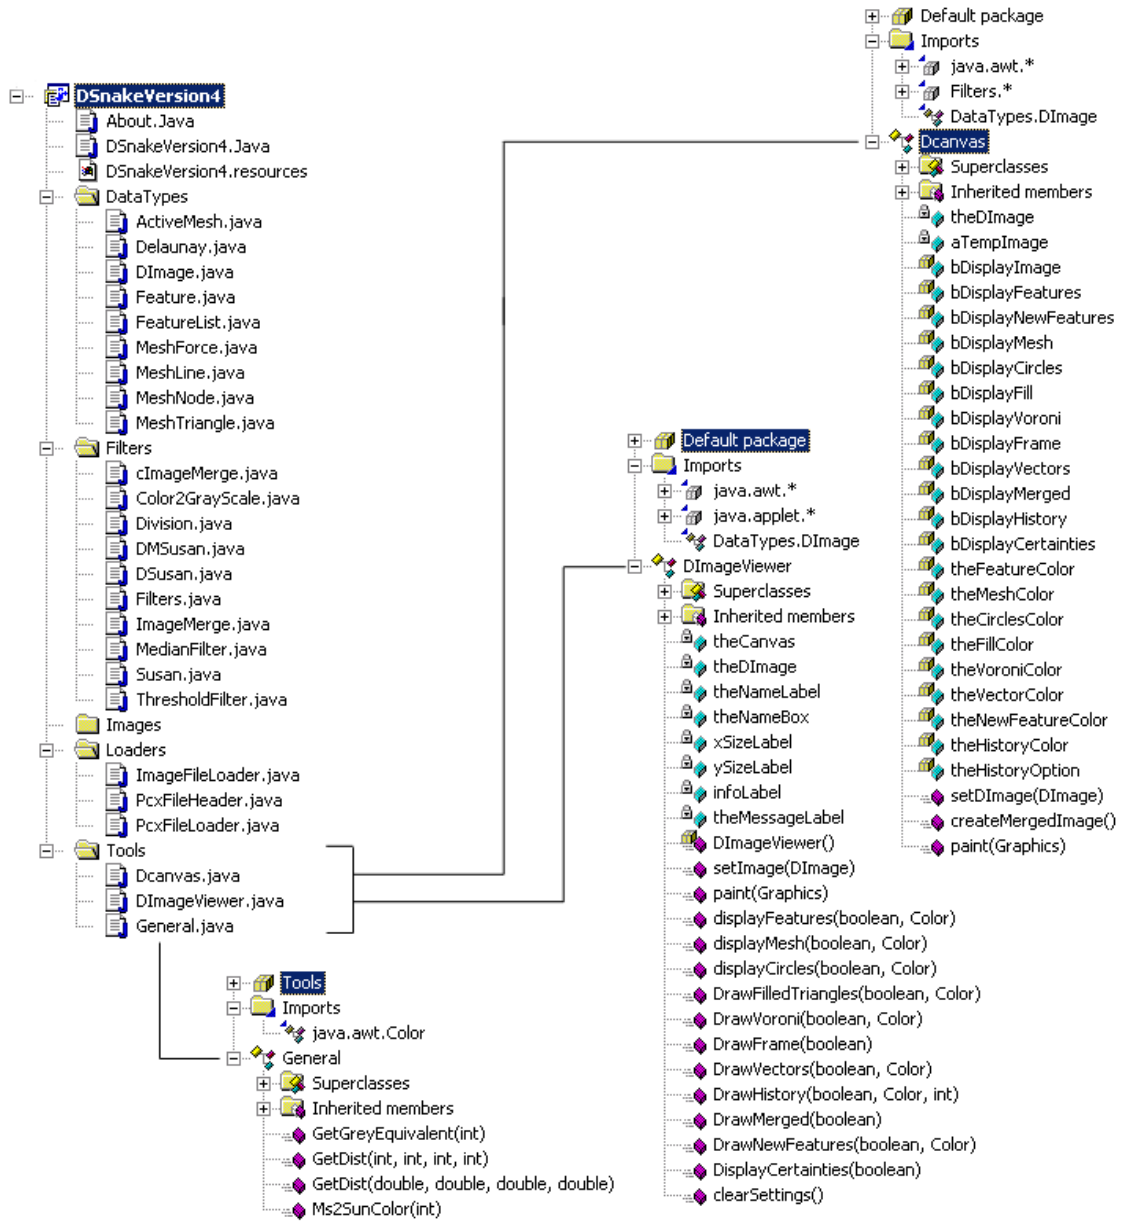 DSnakeVersion4
About.Java
DSnakeVersion4.Java
DSnakeVersion4.resources
DataTypes
ActiveMesh.java
Delaunay.java
DImage.java
Feature.java
FeatureList.java
MeshForce.java
MeshLine.java
MeshNode.java
MeshTriangle.java
Filters
cImageMerge.java
Color2GrayScale.java
Division.java
DMSusan.java
DSusan.java
Filters.java
ImageMerge.java
MedianFilter.java
Susan.java
ThresholdFilter.java
Images
Loaders
ImageFileLoader.java
PcxFileHeader.java
PcxFileLoader.java
Tools
Dcanvas.java
DImageViewer.java
General.java
Tools
Imports
java.awt.Color
General
Superclasses
Inherited members
GetGreyEquivalent(int)
GetDist(int, int, int, int)
GetDist(double, double, double, double)
Ms2SunColor(int)
Default package
Imports
java.awt.*
java.applet.*
DataTypes.DImage
DImageViewer
Superclasses
Inherited members
theCanvas
theDImage
theNameLabel
theNameBox
xSizeLabel
ySizeLabel
infoLabel
theMessageLabel
DImageViewer()
setImage(DImage)
paint(Graphics)
displayFeatures(boolean, Color)
displayMesh(boolean, Color)
displayCircles(boolean, Color)
DrawFilledTriangles(boolean, Color)
DrawVoroni(boolean, Color)
DrawFrame(boolean)
DrawVectors(boolean, Color)
DrawHistory(boolean, Color, int)
DrawMerged(boolean)
DrawNewFeatures(boolean, Color)
DisplayCertainties(boolean)
clearSettings()
Default package
Imports
java.awt.*
Filters.*
DataTypes.DImage
Dcanvas
Superclasses
Inherited members
theDImage
aTempImage
bDisplayImage
bDisplayFeatures
bDisplayNewFeatures
bDisplayMesh
bDisplayCircles
bDisplayFill
bDisplayVoroni
bDisplayFrame
bDisplayVectors
bDisplayMerged
bDisplayHistory
bDisplayCertainties
theFeatureColor
theMeshColor
theCirclesColor
theFillColor
theVoroniColor
theVectorColor
theNewFeatureColor
theHistoryColor
theHistoryOption
setDImage(DImage)
createMergedImage()
paint(Graphics)